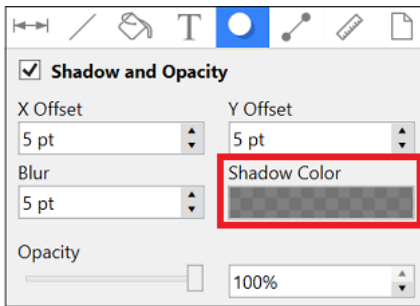 T
Shadow and Opacity
X Offset Y Offset
5 pt 5 pt
Blur Shadow Color
5 pt
Opacity
100%